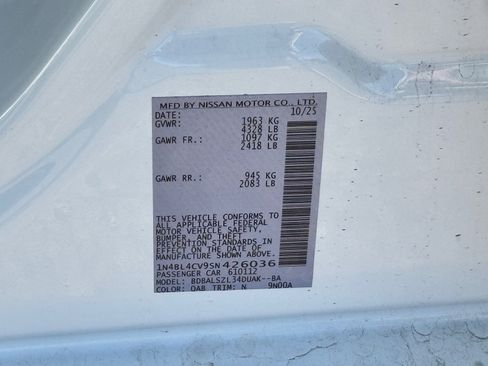 MFD BY NISSAN MOTOR CO., LTD.
DATE: 10/25
GVWR: 1963 KG
4328 LB
GAWR FR.: 1097 KG
2418 LB
GAWR RR.: 945 KG
2083 LB
THIS VEHICLE CONFORMS TO
ALL APPLICABLE FEDERAL
MOTOR VEHICLE SAFETY,
BUMPER, AND THEFT
PREVENTION STANDARDS IN
EFFECT ON THE DATE OF
MANUFACTURE SHOWN ABOVE.
1N4BL4CV9SN426036
PASSENGER CAR 610112
MODEL: BDBALSZL34DUAK--BA
COLOR: QAB TRIM: N 9N00A